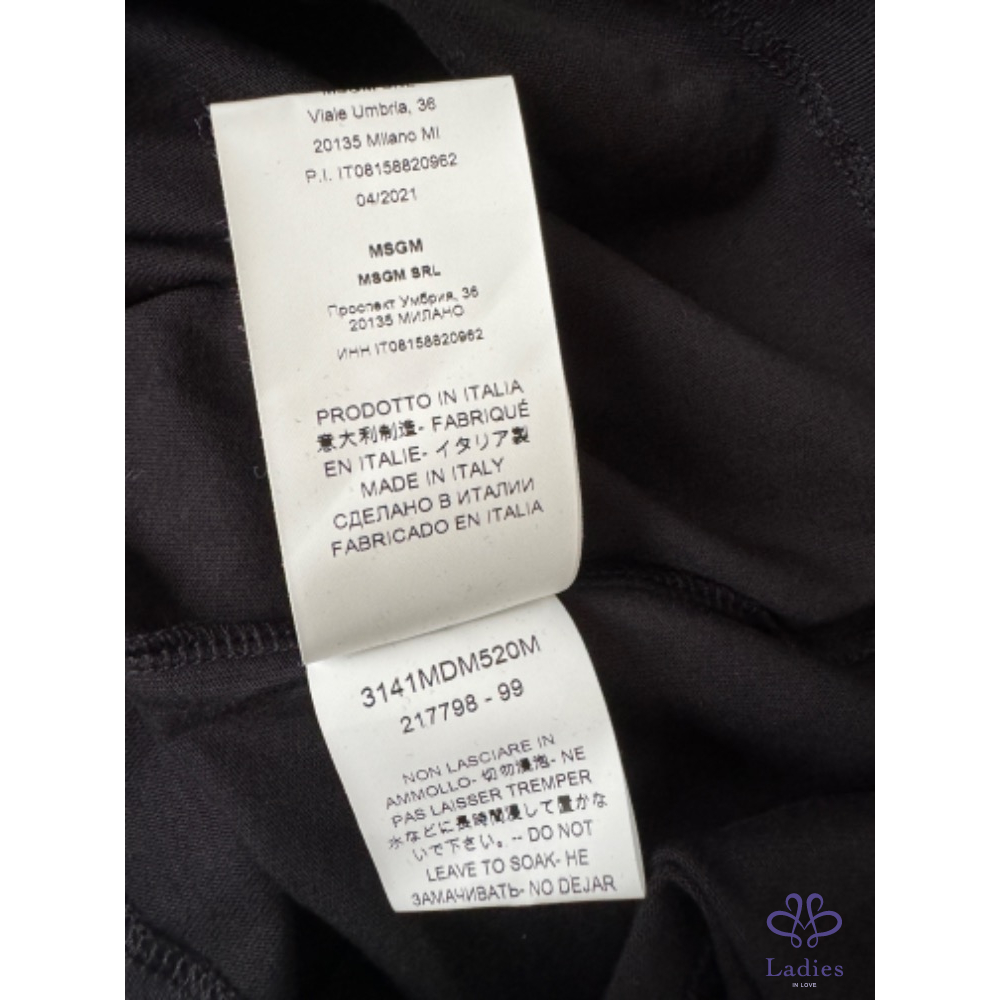 Viale Umbria, 36
20135 Milano MI
P.I. IT08158820962
04/2021
MSGM
MSGM SRL
Проспект Умбрия, 36
20135 МИЛАНО
ИНН IT08158820962
PRODOTTO IN ITALIA
意大利制造- FABRIQUÉ
EN ITALIE- イタリア製
MADE IN ITALY
СДЕЛАНО В ИТАЛИИ
FABRICADO EN ITALIA
3141MDM520M
217798 - 99
NON LASCIARE IN
AMMOLLO- 切勿漫泡- NE
PAS LAISSER TREMPER
水などに長時間浸して置かな
いで下さい。-- DO NOT
LEAVE TO SOAK- НЕ
ЗАМАЧИВАТЬ- NO DEJAR
Ladies
IN LOVE